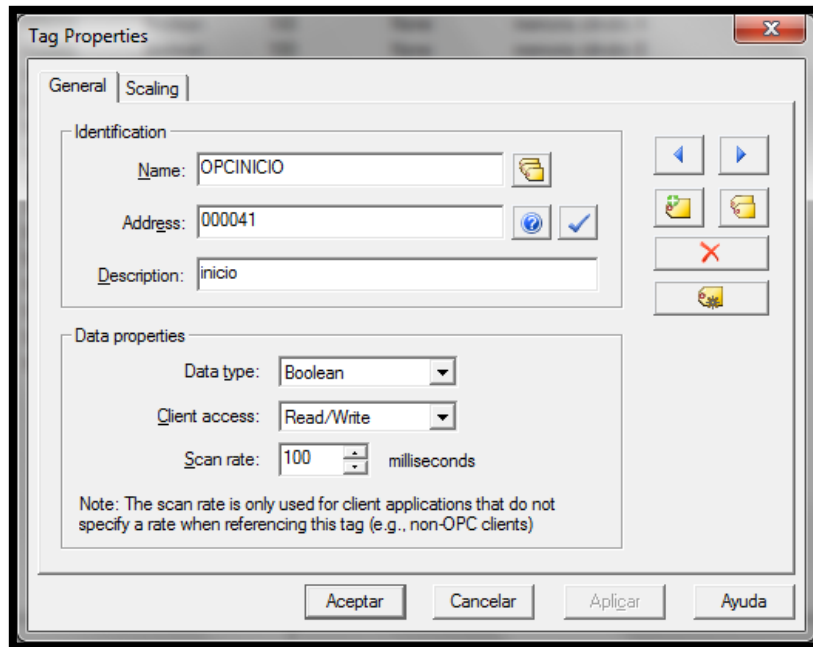 Tag Properties
General Scaling
Identification
Name: OPCINICIO
Address: 000041
Description: inicio
Data properties
Data type: Boolean
Client access: Read/Write
Scan rate: 100 milliseconds
Note: The scan rate is only used for client applications that do not
specify a rate when referencing this tag (e.g., non-OPC clients)
Aceptar Cancelar Aplicar Ayuda